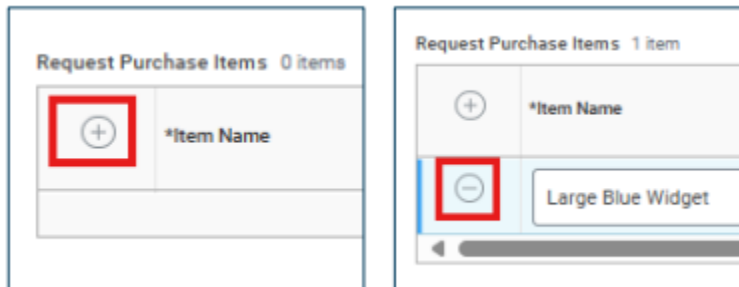 Request Purchase Items 0 items
*Item Name
Request Purchase Items 1 item
*Item Name
Large Blue Widget